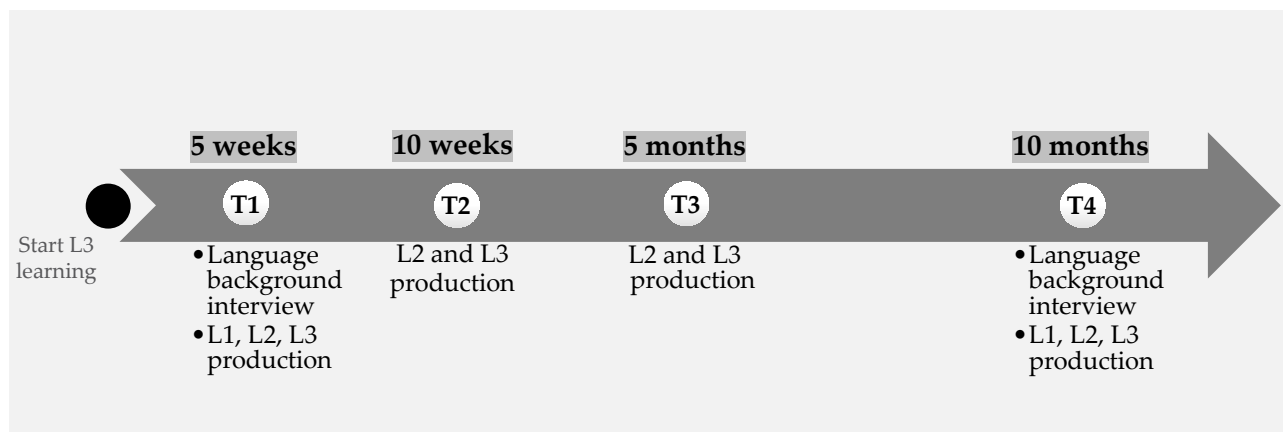 5 weeks
10 weeks
5 months
10 months
T1
T2
T3
T4
Start L3
learning
•Language
background
interview
•L1, L2, L3
production
L2 and L3
production
L2 and L3
production
•Language
background
interview
•L1, L2, L3
production